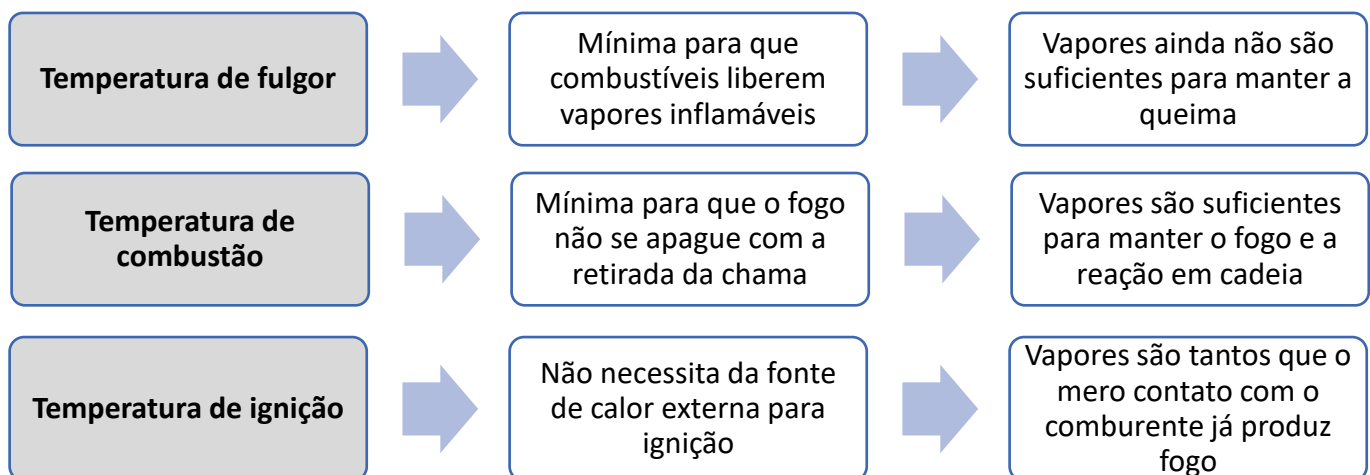 Temperatura de fulgor
Mínima para que
combustíveis liberem
vapores inflamáveis
Vapores ainda não são
suficientes para manter a
queima
Temperatura de
combustão
Mínima para que o fogo
não se apague com a
retirada da chama
Vapores são suficientes
para manter o fogo e a
reação em cadeia
Temperatura de ignição
Não necessita da fonte
de calor externa para
ignição
Vapores são tantos que o
mero contato com o
comburente já produz
fogo